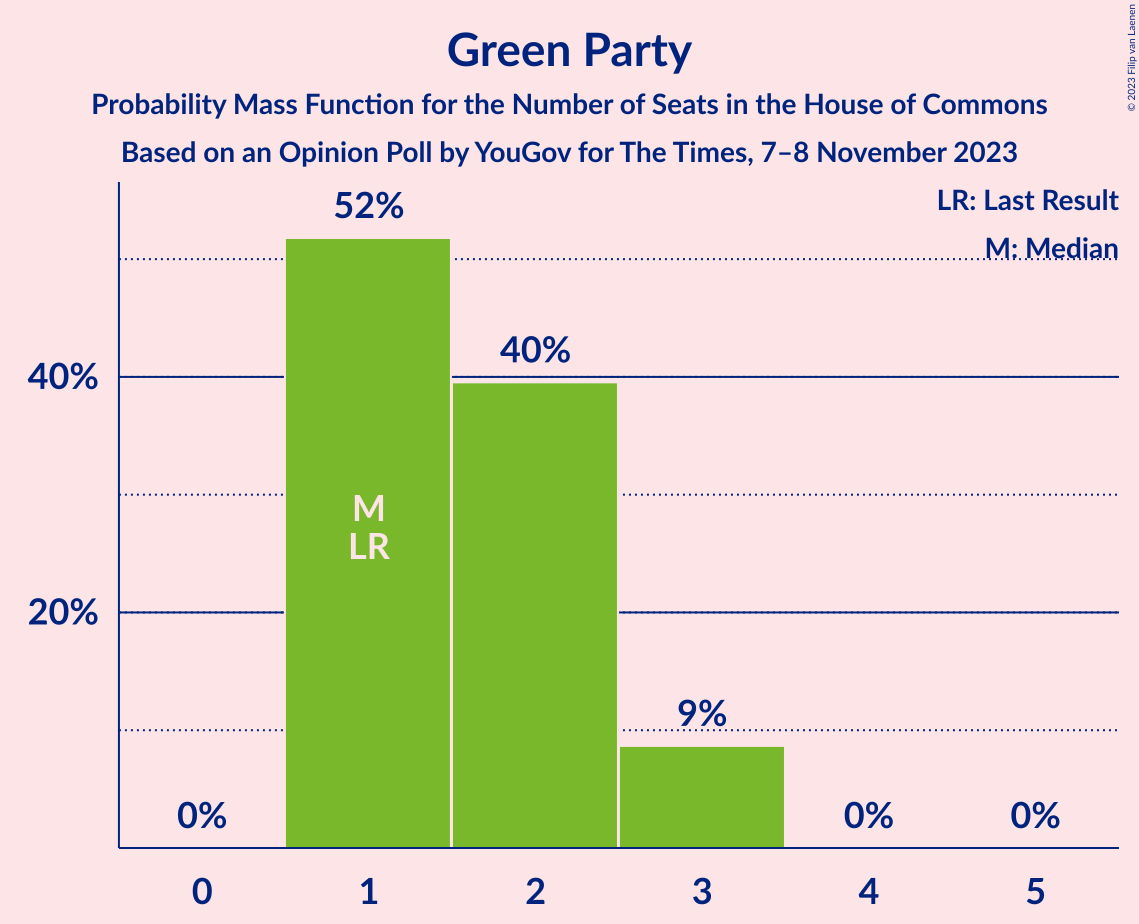 Green Party
Probability Mass Function for the Number of Seats in the House of Commons
Based on an Opinion Poll by YouGov for The Times, 7–8 November 2023
© 2023 Filip van Laenen
LR: Last Result
M: Median
52%
40%
40%
M
LR
20%
9%
0%
0%
0%
0
1
2
3
4
5